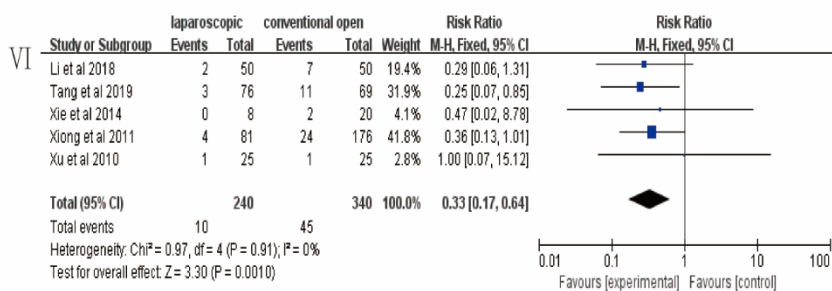 VI
laparoscopic conventional open Risk Ratio Risk Ratio
Study or Subgroup Events Total Events Total Weight M-H, Fixed, 95% CI M-H, Fixed, 95% CI
Li et al 2018 2 50 7 50 19.4% 0.29 [0.06, 1.31]
Tang et al 2019 3 76 11 69 31.9% 0.25 [0.07, 0.85]
Xie et al 2014 0 8 2 20 4.1% 0.47 [0.02, 8.78]
Xiong et al 2011 4 81 24 176 41.8% 0.36 [0.13, 1.01]
Xu et al 2010 1 25 1 25 2.8% 1.00 [0.07, 15.12]
Total (95% CI) 240 340 100.0% 0.33 [0.17, 0.64]
Total events 10 45
Heterogeneity: Chi² = 0.97, df = 4 (P = 0.91); I² = 0%
Test for overall effect: Z = 3.30 (P = 0.0010)
0.01 0.1 1 10 100
Favours [experimental] Favours [control]